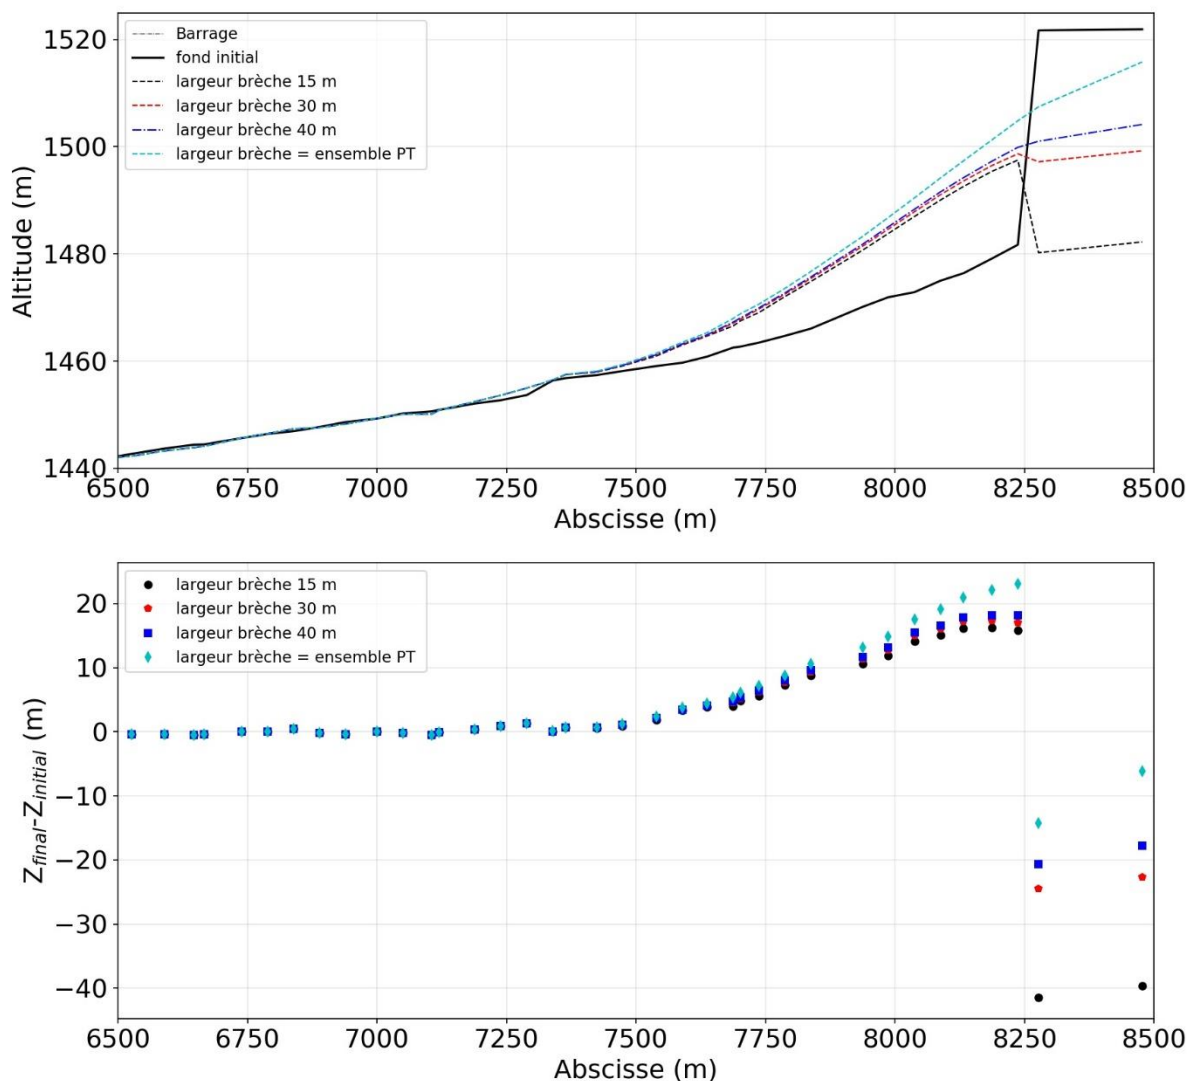 1520
1500
1480
1460
1440
Altitude (m)
Barrage
fond initial
largeur brèche 15 m
largeur brèche 30 m
largeur brèche 40 m
largeur brèche = ensemble PT
6500 6750 7000 7250 7500 7750 8000 8250 8500
Abscisse (m)
20
10
0
−10
−20
−30
−40
Z_final-Z_initial (m)
largeur brèche 15 m
largeur brèche 30 m
largeur brèche 40 m
largeur brèche = ensemble PT
6500 6750 7000 7250 7500 7750 8000 8250 8500
Abscisse (m)